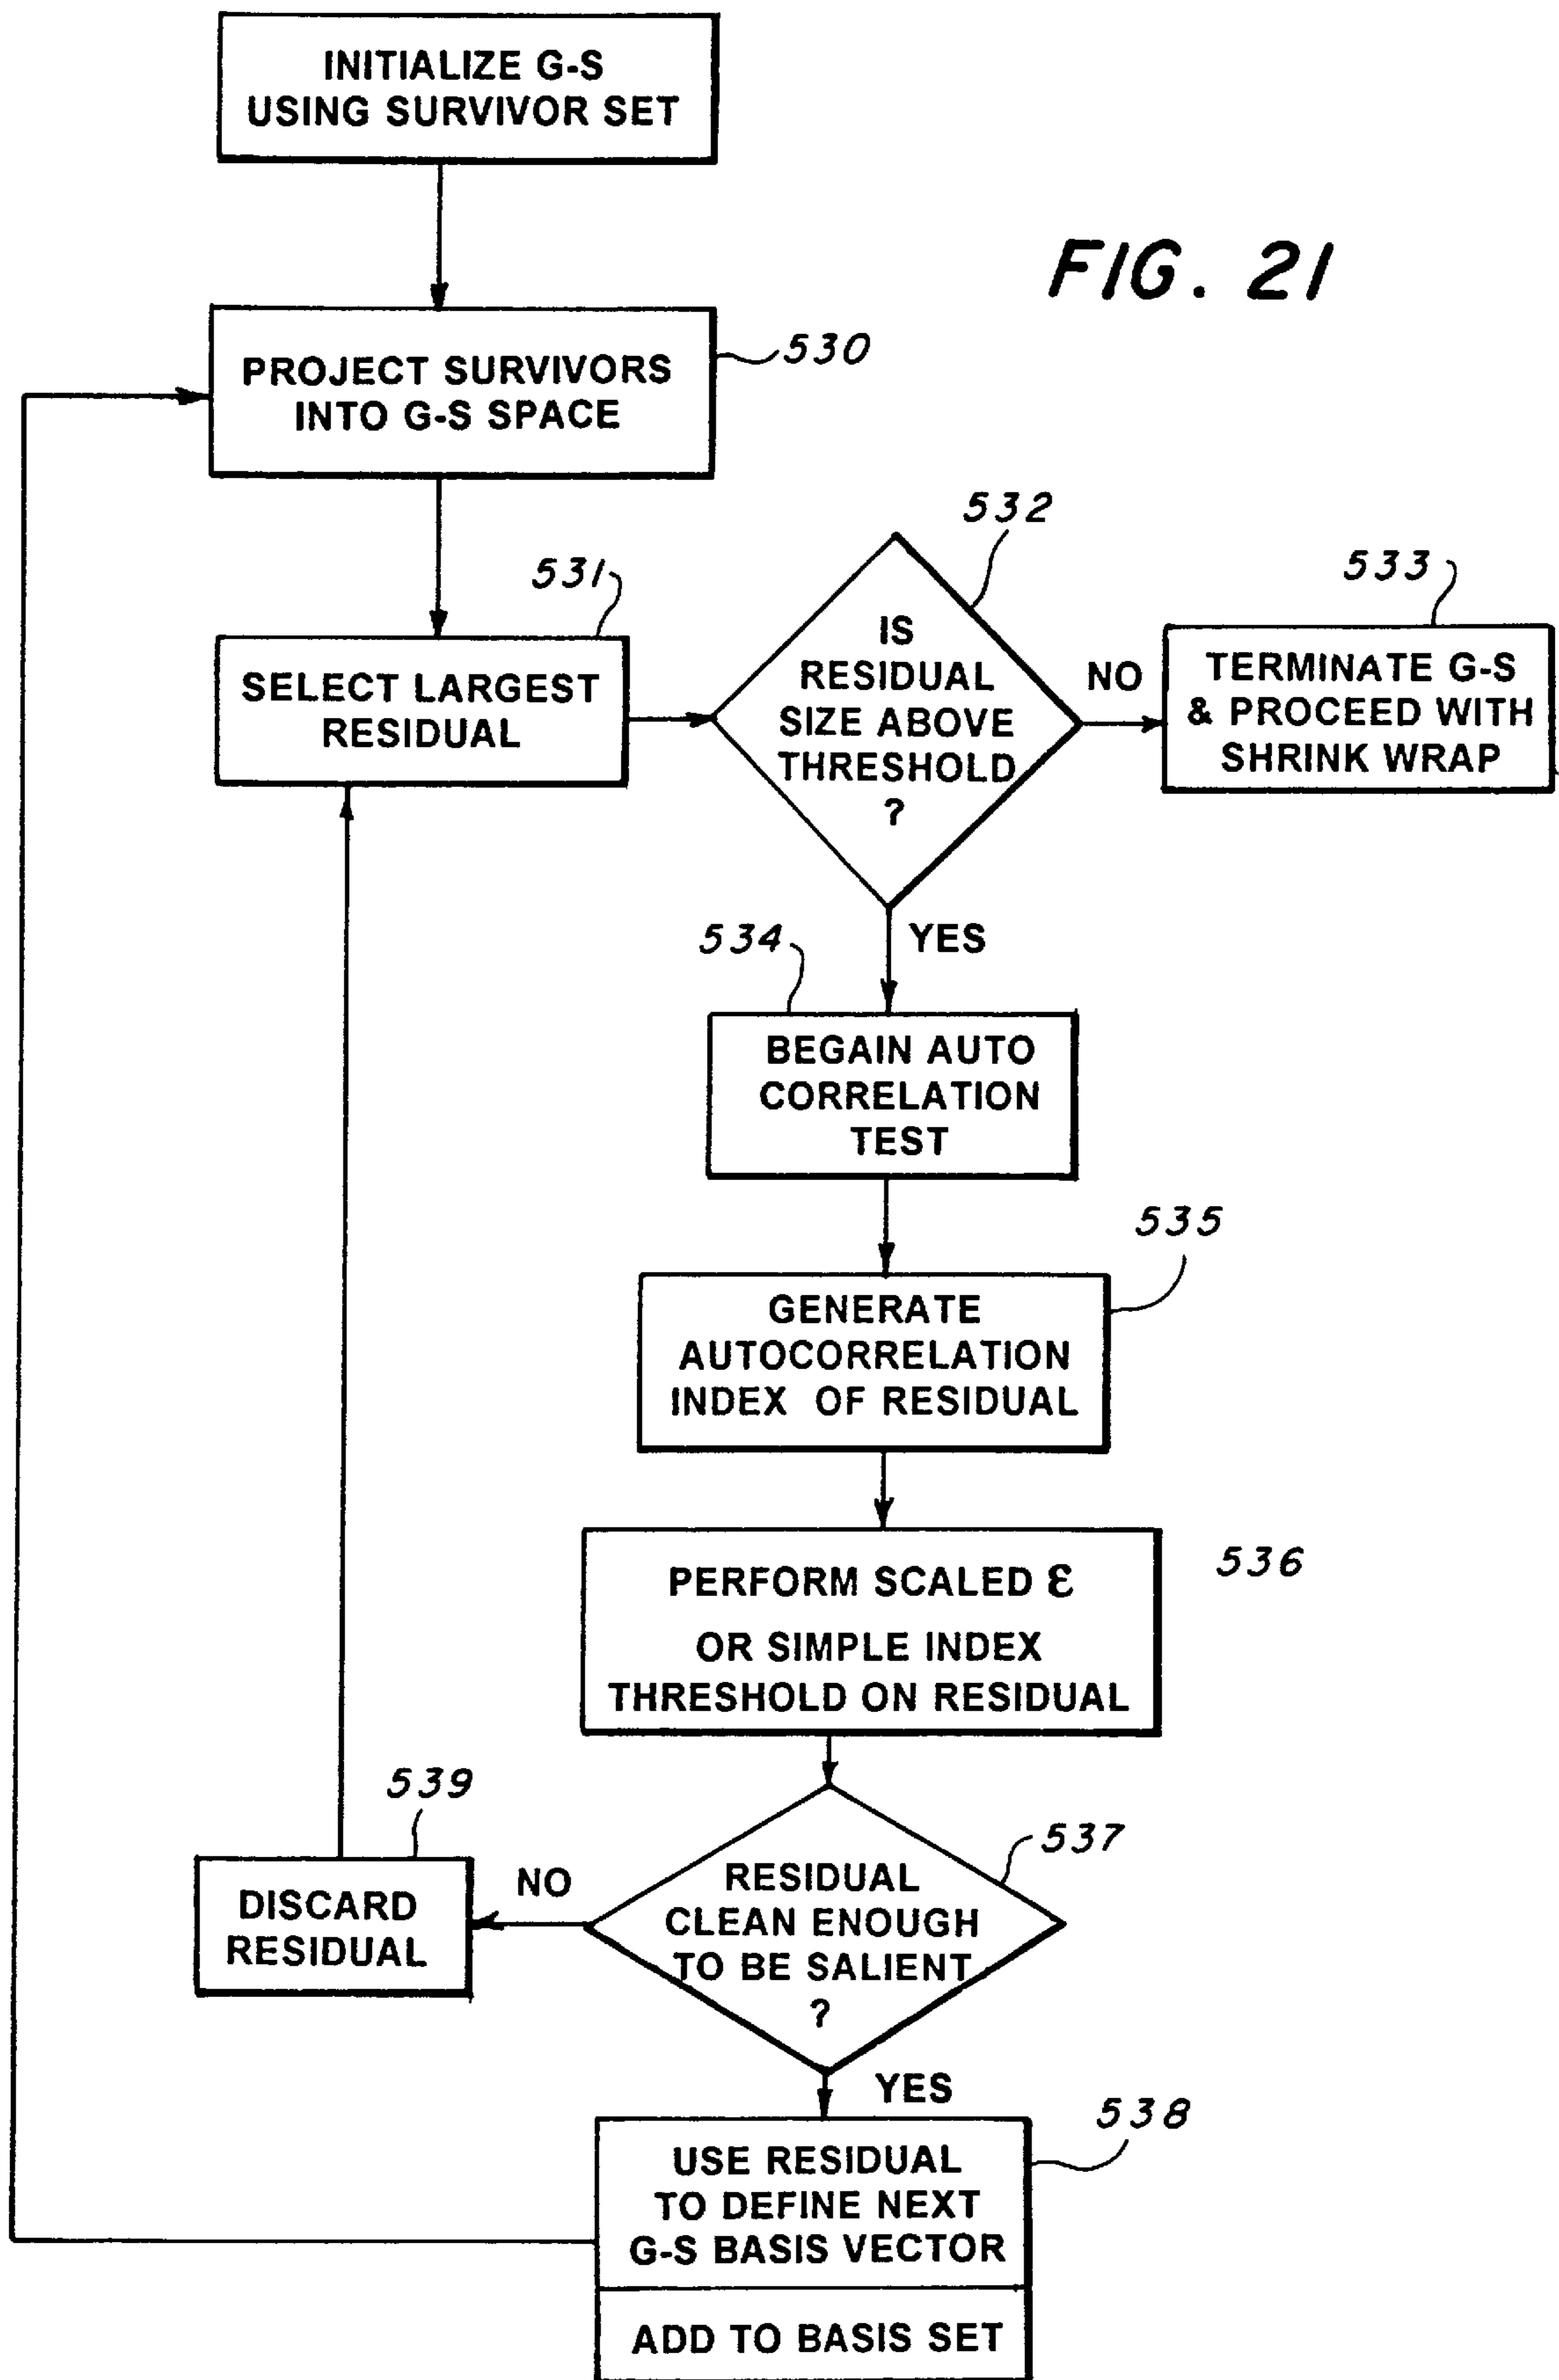 INITIALIZE G-S
USING SURVIVOR SET
FIG. 21
PROJECT SURVIVORS
INTO G-S SPACE
530
531
SELECT LARGEST
RESIDUAL
532
IS
RESIDUAL
SIZE ABOVE
THRESHOLD
?
NO
533
TERMINATE G-S
& PROCEED WITH
SHRINK WRAP
YES
534
BEGAIN AUTO
CORRELATION
TEST
535
GENERATE
AUTOCORRELATION
INDEX OF RESIDUAL
536
PERFORM SCALED ε
OR SIMPLE INDEX
THRESHOLD ON RESIDUAL
537
RESIDUAL
CLEAN ENOUGH
TO BE SALIENT
?
NO
539
DISCARD
RESIDUAL
YES
538
USE RESIDUAL
TO DEFINE NEXT
G-S BASIS VECTOR
ADD TO BASIS SET